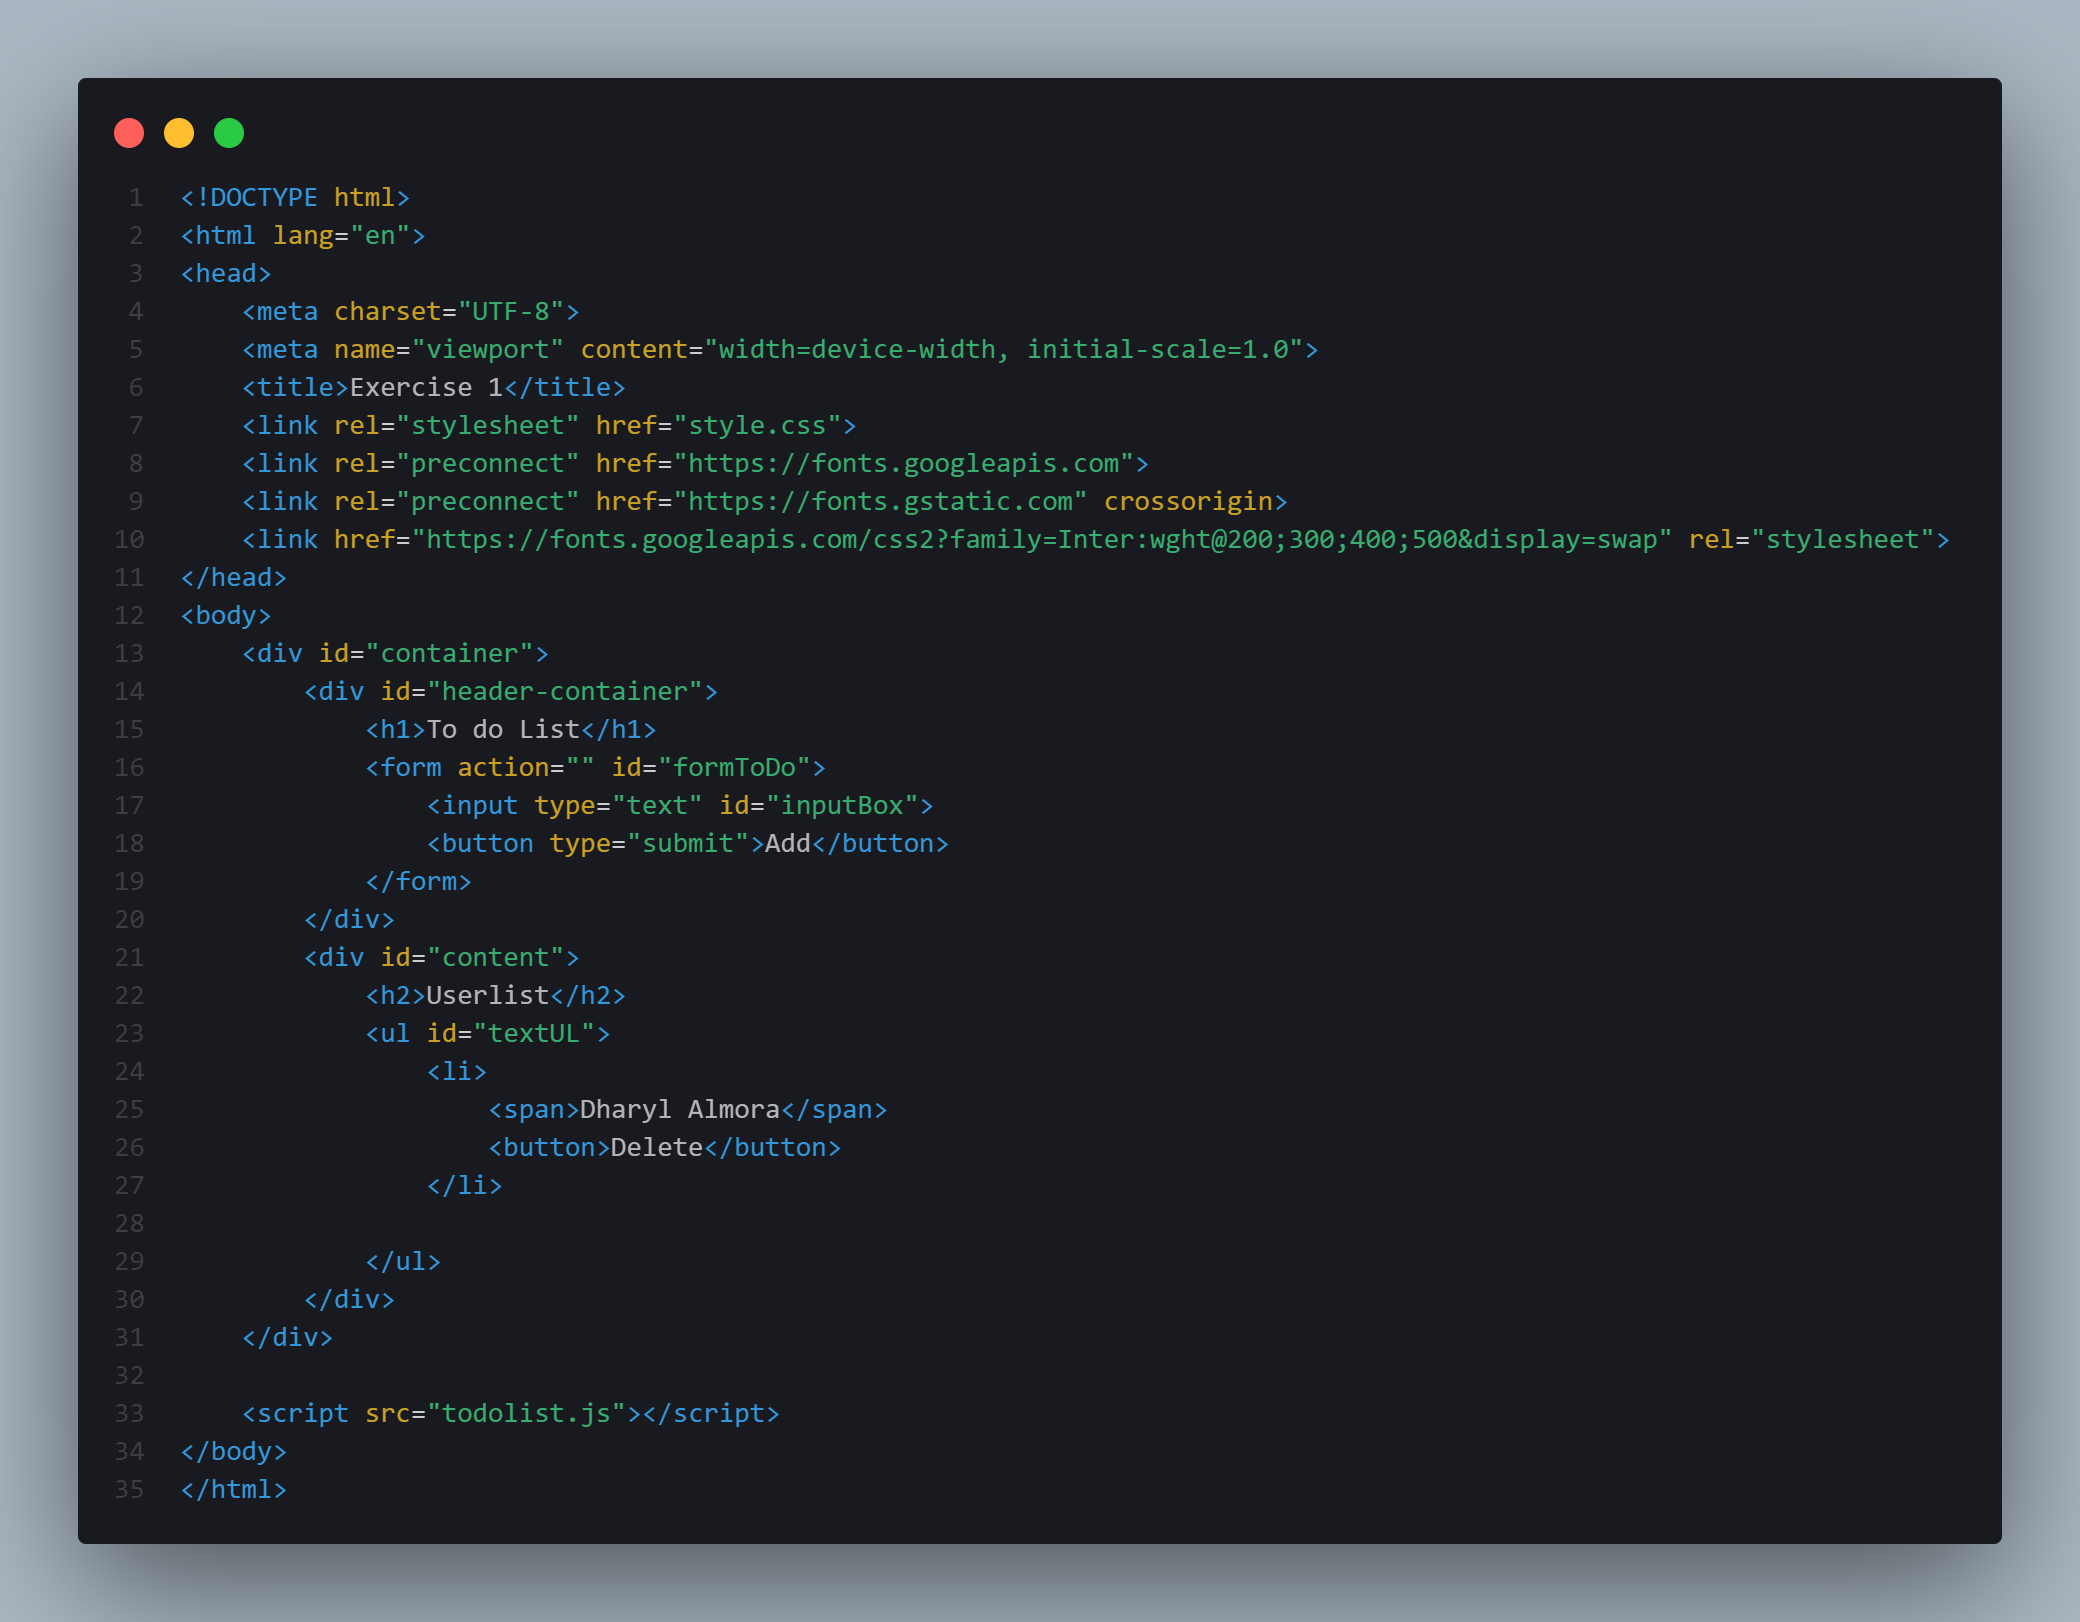 1 <!DOCTYPE html>
2 <html lang="en">
3 <head>
4     <meta charset="UTF-8">
5     <meta name="viewport" content="width=device-width, initial-scale=1.0">
6     <title>Exercise 1</title>
7     <link rel="stylesheet" href="style.css">
8     <link rel="preconnect" href="https://fonts.googleapis.com">
9     <link rel="preconnect" href="https://fonts.gstatic.com" crossorigin>
10     <link href="https://fonts.googleapis.com/css2?family=Inter:wght@200;300;400;500&display=swap" rel="stylesheet">
11 </head>
12 <body>
13     <div id="container">
14         <div id="header-container">
15             <h1>To do List</h1>
16             <form action="" id="formToDo">
17                 <input type="text" id="inputBox">
18                 <button type="submit">Add</button>
19             </form>
20         </div>
21         <div id="content">
22             <h2>Userlist</h2>
23             <ul id="textUL">
24                 <li>
25                     <span>Dharyl Almora</span>
26                     <button>Delete</button>
27                 </li>
28
29             </ul>
30         </div>
31     </div>
32
33     <script src="todolist.js"></script>
34 </body>
35 </html>